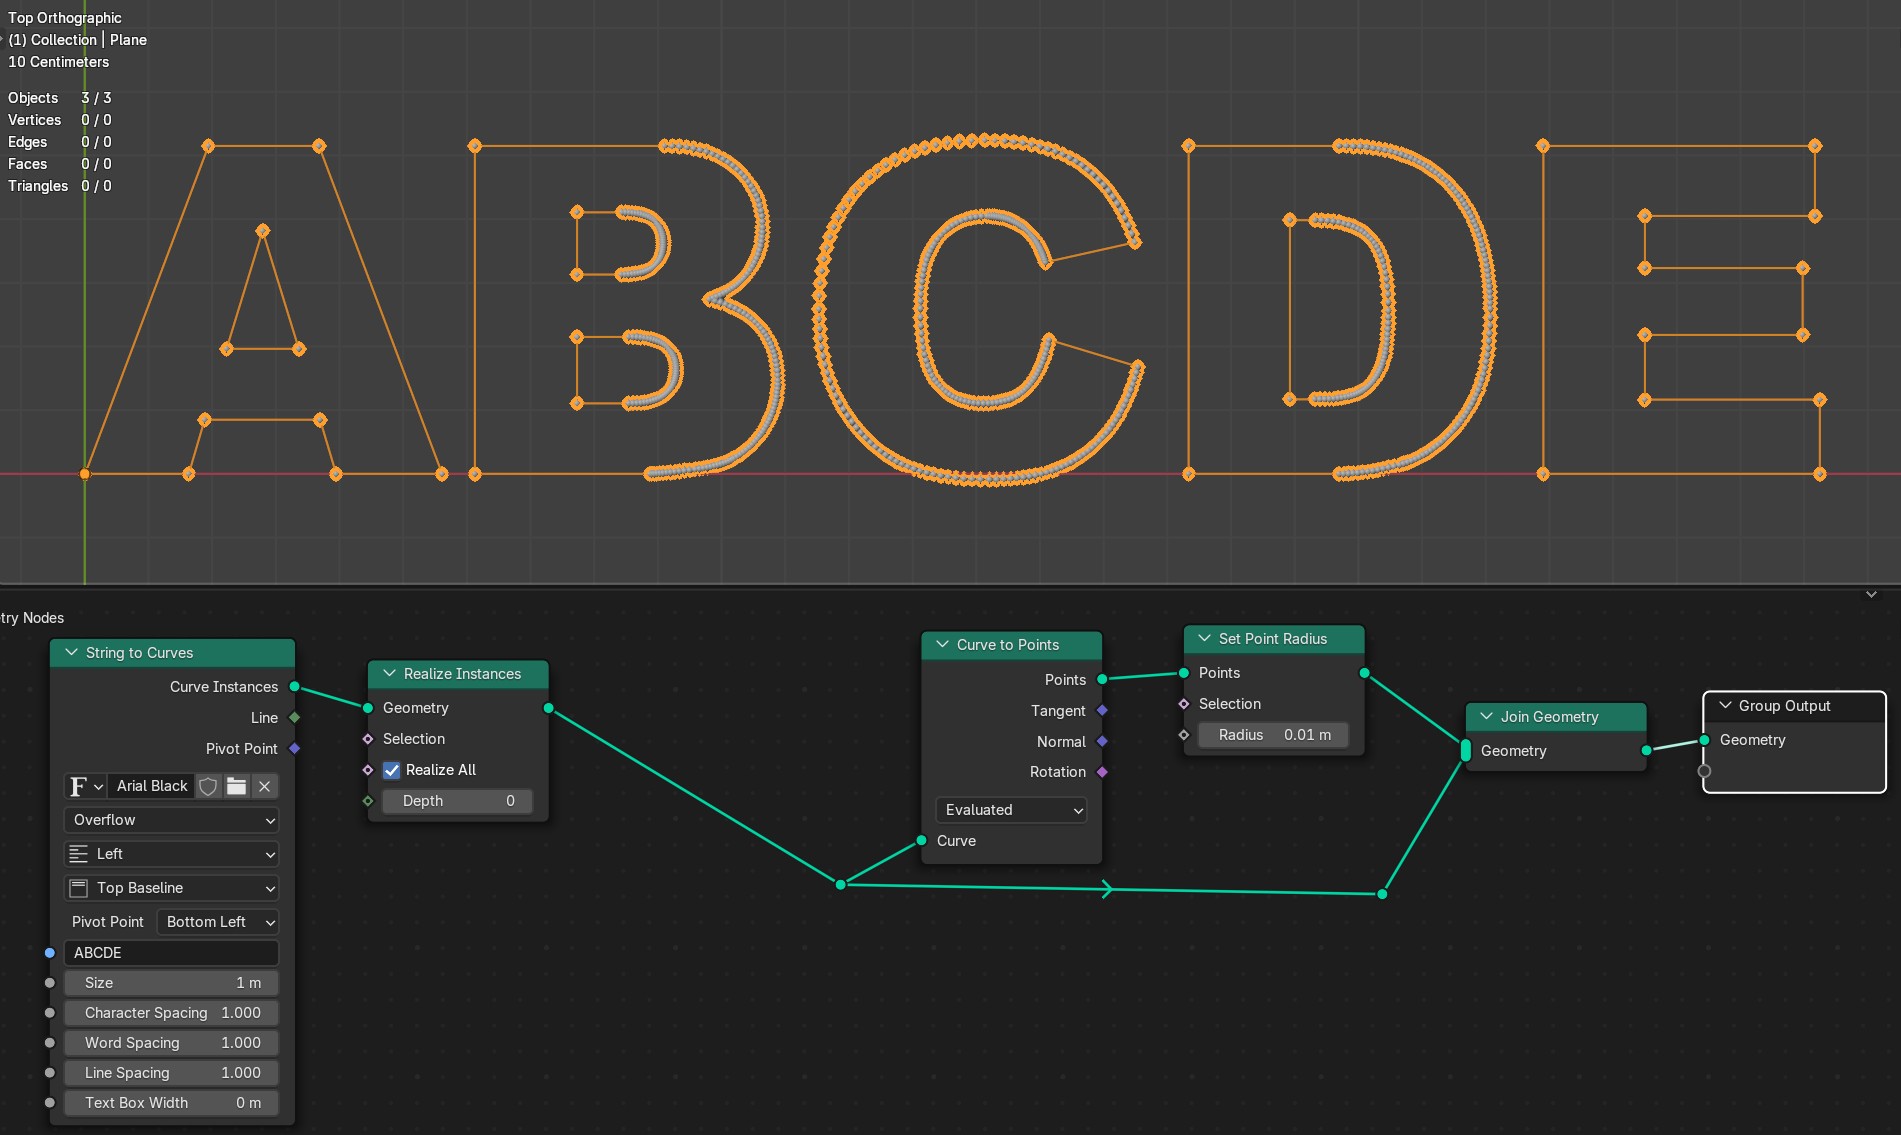 Top Orthographic
(1) Collection | Plane
10 Centimeters
Objects 3 / 3
Vertices 0 / 0
Edges 0 / 0
Faces 0 / 0
Triangles 0 / 0
ABCDE
try Nodes
String to Curves
Curve Instances
Line
Pivot Point
F Arial Black
Overflow
Left
Top Baseline
Pivot Point Bottom Left
ABCDE
Size 1 m
Character Spacing 1.000
Word Spacing 1.000
Line Spacing 1.000
Text Box Width 0 m
Realize Instances
Geometry
Selection
Realize All
Depth 0
Curve to Points
Points
Tangent
Normal
Rotation
Evaluated
Curve
Set Point Radius
Points
Selection
Radius 0.01 m
Join Geometry
Geometry
Group Output
Geometry